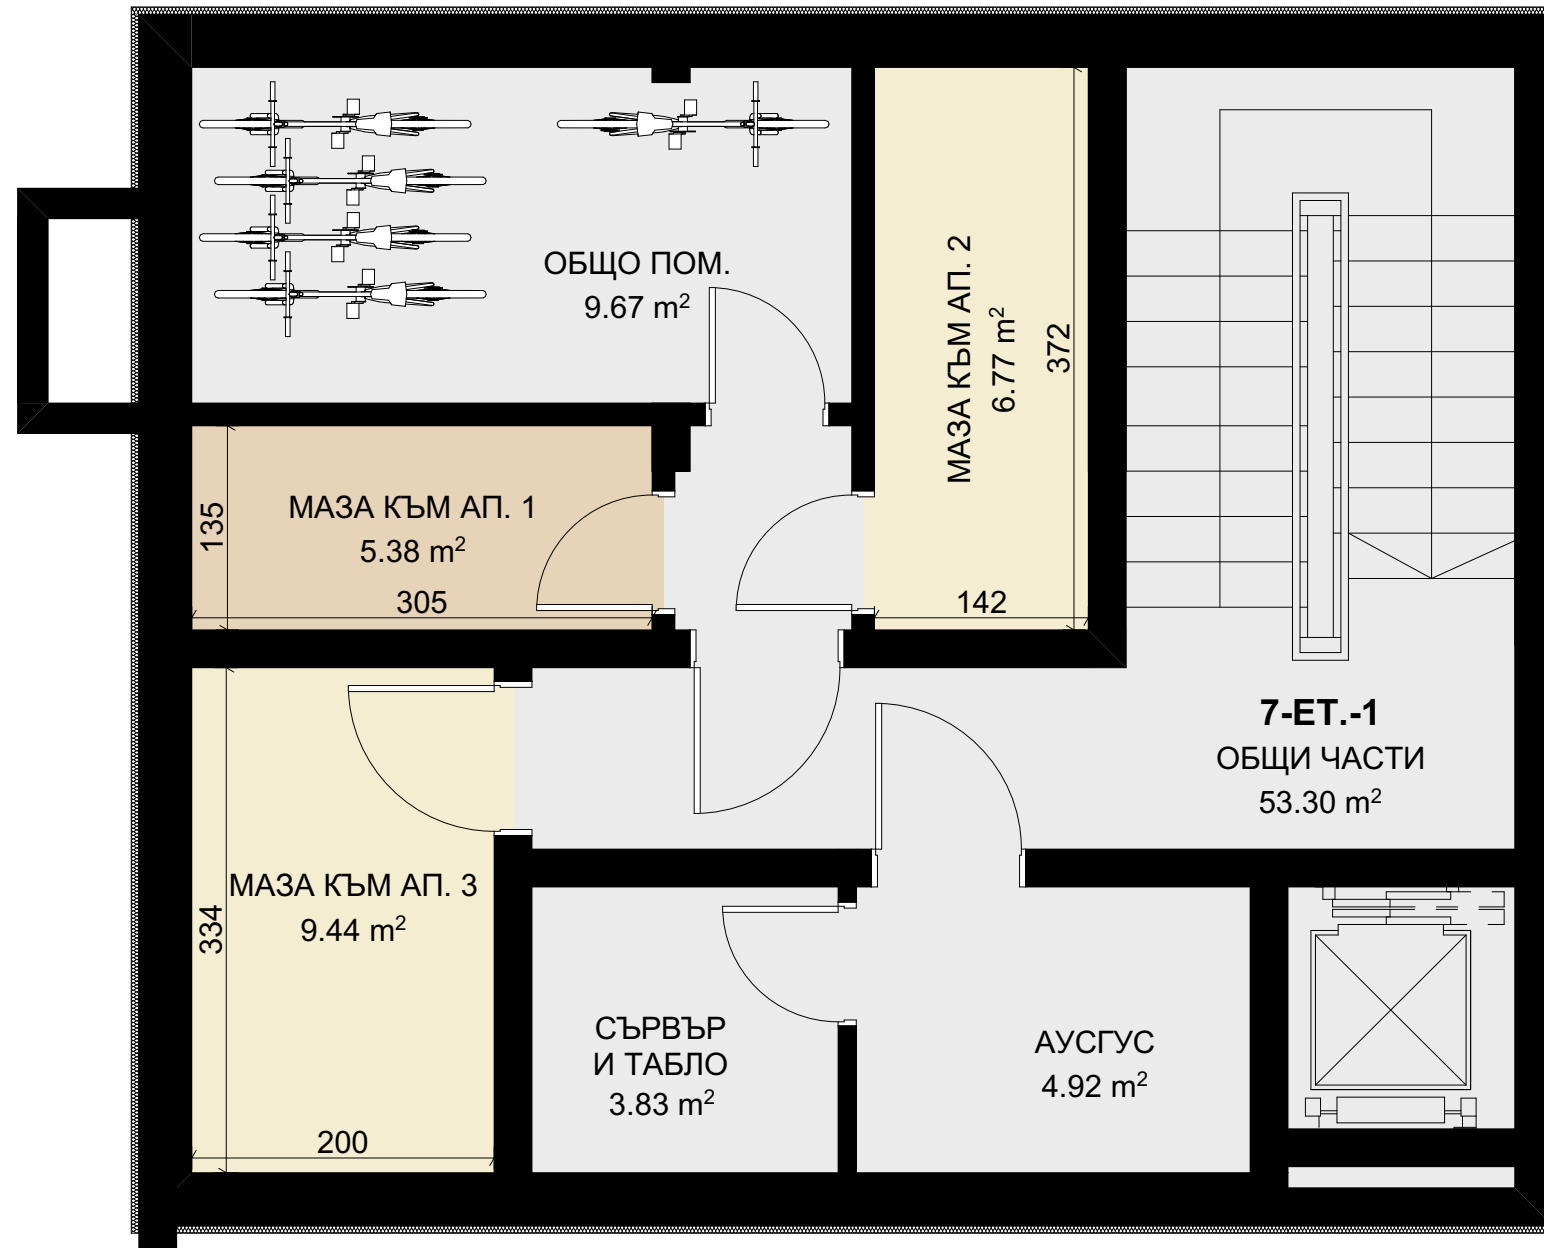 ОБЩО ПОМ.
9.67 m²
МАЗА КЪМ АП. 2
6.77 m²
372
142
МАЗА КЪМ АП. 1
5.38 m²
135
305
7-ЕТ.-1
ОБЩИ ЧАСТИ
53.30 m²
МАЗА КЪМ АП. 3
9.44 m²
334
200
СЪРВЪР
И ТАБЛО
3.83 m²
АУСГУС
4.92 m²